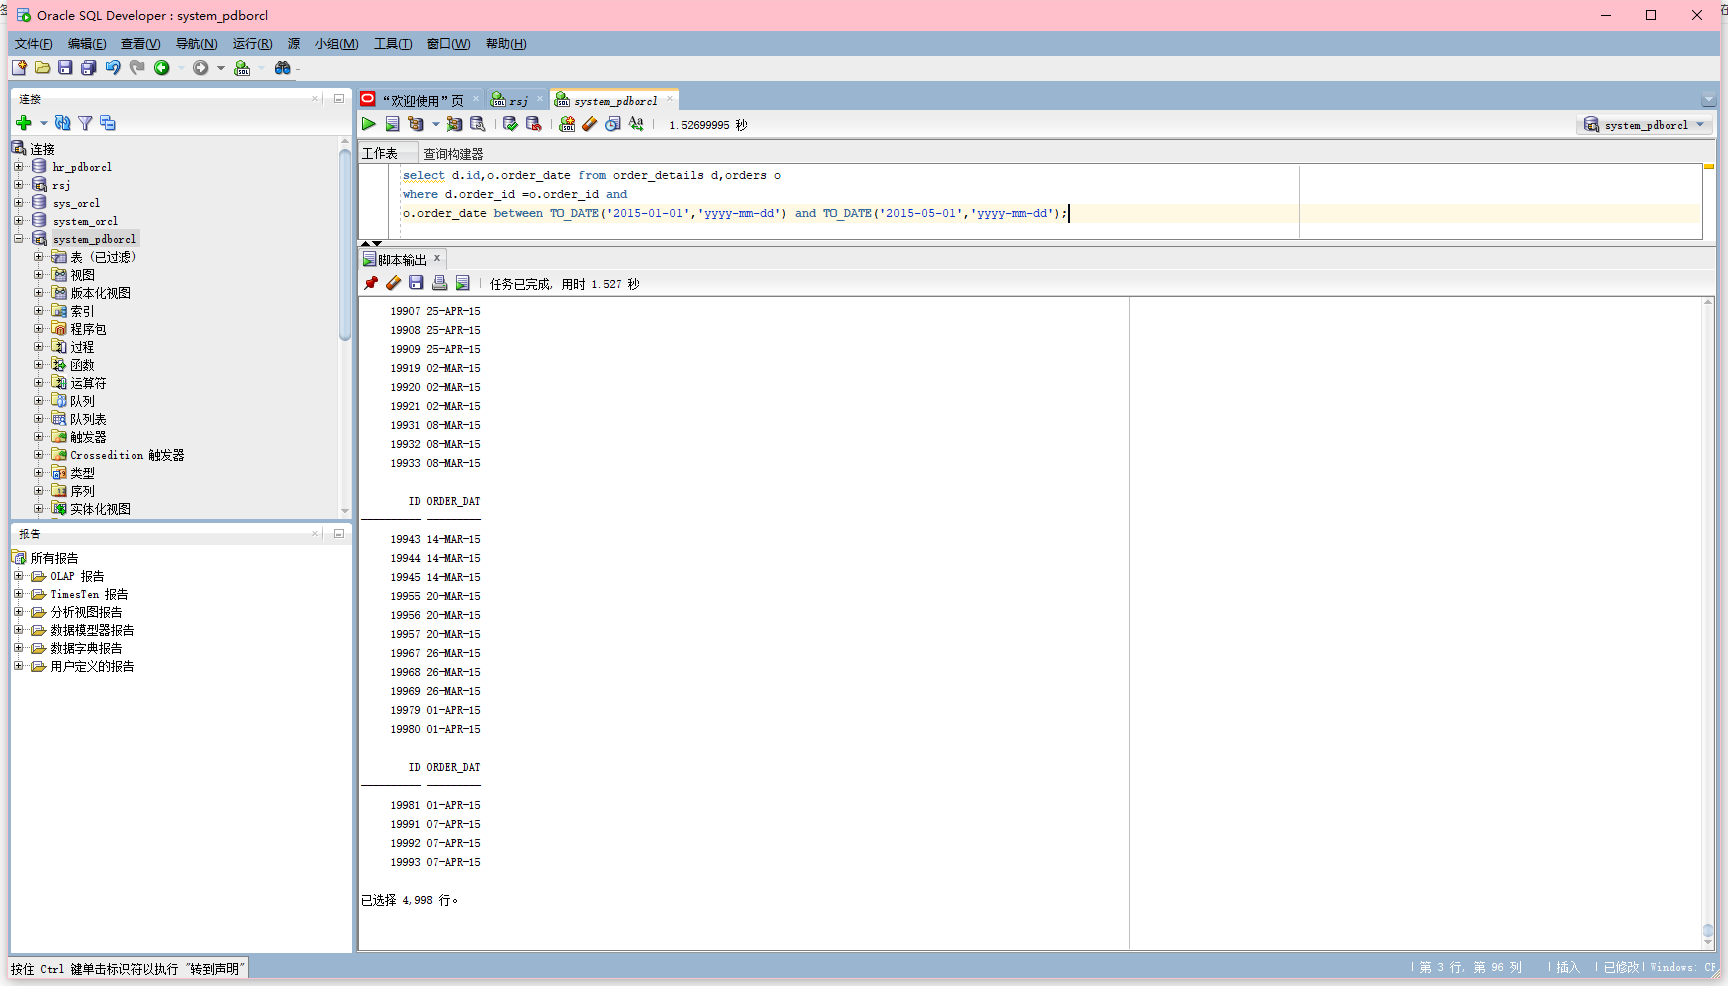 Oracle SQL Developer : system_pdborcl
文件(F) 编辑(E) 查看(V) 导航(N) 运行(R) 源 小组(M) 工具(T) 窗口(W) 帮助(H)
连接
连接
hr_pdborcl
rsj
sys_orcl
system_orcl
system_pdborcl
表 (已过滤)
视图
版本化视图
索引
程序包
过程
函数
运算符
队列
队列表
触发器
Crossedition 触发器
类型
序列
实体化视图
报告
所有报告
OLAP 报告
TimesTen 报告
分析视图报告
数据模型器报告
数据字典报告
用户定义的报告
“欢迎使用”页 rsj system_pdborcl
1.52699995 秒
system_pdborcl
工作表 查询构建器
select d.id,o.order_date from order_details d,orders o
where d.order_id =o.order_id and
o.order_date between TO_DATE('2015-01-01','yyyy-mm-dd') and TO_DATE('2015-05-01','yyyy-mm-dd');
脚本输出 x
任务已完成, 用时 1.527 秒
19907 25-APR-15
19908 25-APR-15
19909 25-APR-15
19919 02-MAR-15
19920 02-MAR-15
19921 02-MAR-15
19931 08-MAR-15
19932 08-MAR-15
19933 08-MAR-15
ID ORDER_DAT
19943 14-MAR-15
19944 14-MAR-15
19945 14-MAR-15
19955 20-MAR-15
19956 20-MAR-15
19957 20-MAR-15
19967 26-MAR-15
19968 26-MAR-15
19969 26-MAR-15
19979 01-APR-15
19980 01-APR-15
ID ORDER_DAT
19981 01-APR-15
19991 07-APR-15
19992 07-APR-15
19993 07-APR-15
已选择 4,998 行。
按住 Ctrl 键单击标识符以执行 "转到声明"
第 3 行, 第 96 列 插入 已修改 Windows: CF